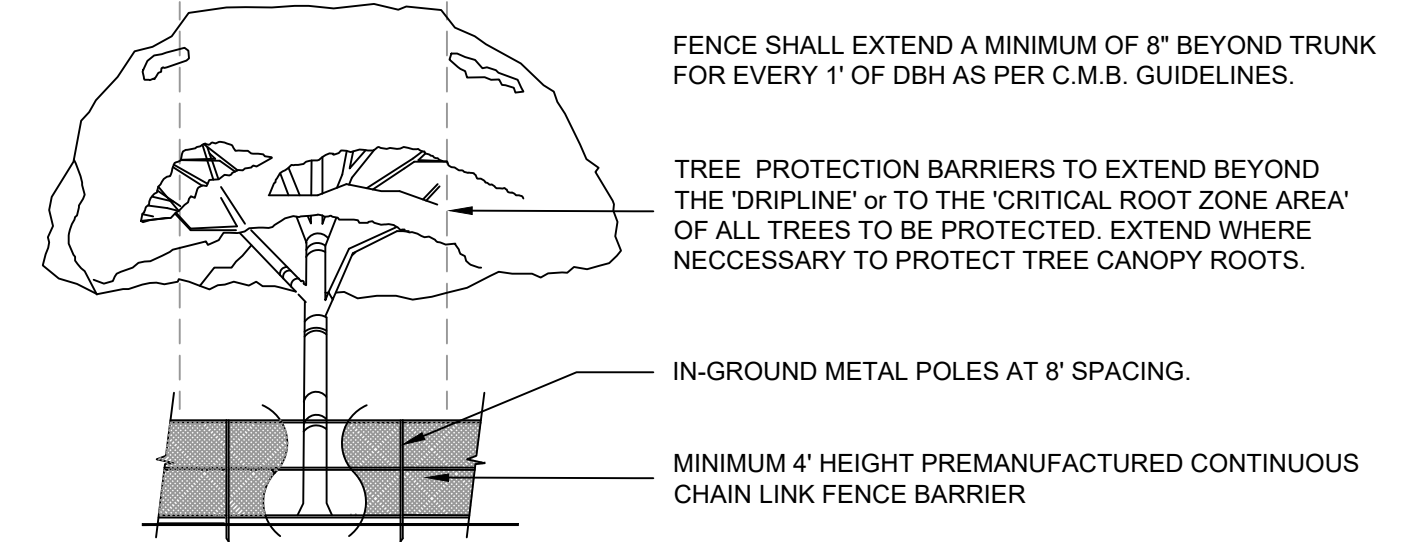 FENCE SHALL EXTEND A MINIMUM OF 8" BEYOND TRUNK
FOR EVERY 1' OF DBH AS PER C.M.B. GUIDELINES.
TREE PROTECTION BARRIERS TO EXTEND BEYOND
THE 'DRIPLINE' or TO THE 'CRITICAL ROOT ZONE AREA'
OF ALL TREES TO BE PROTECTED. EXTEND WHERE
NECCESSARY TO PROTECT TREE CANOPY ROOTS.
IN-GROUND METAL POLES AT 8' SPACING.
MINIMUM 4' HEIGHT PREMANUFACTURED CONTINUOUS
CHAIN LINK FENCE BARRIER